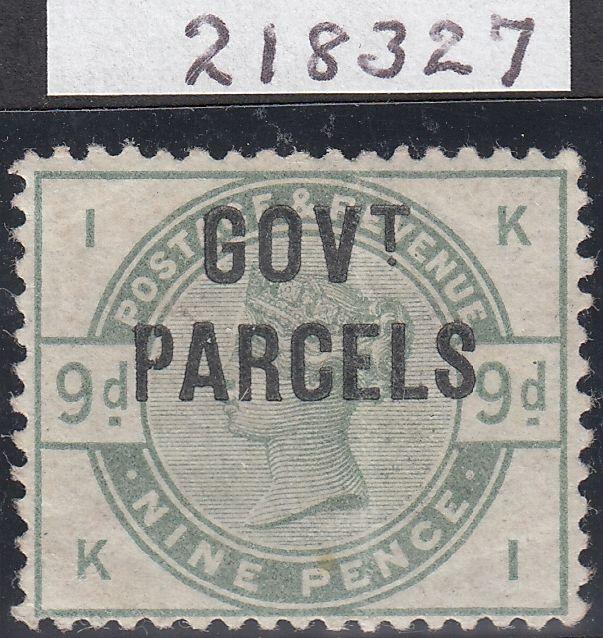 218327
I K
POSTAGE & REVENUE
GOVT
PARCELS
9d 9d
NINE PENCE
K I